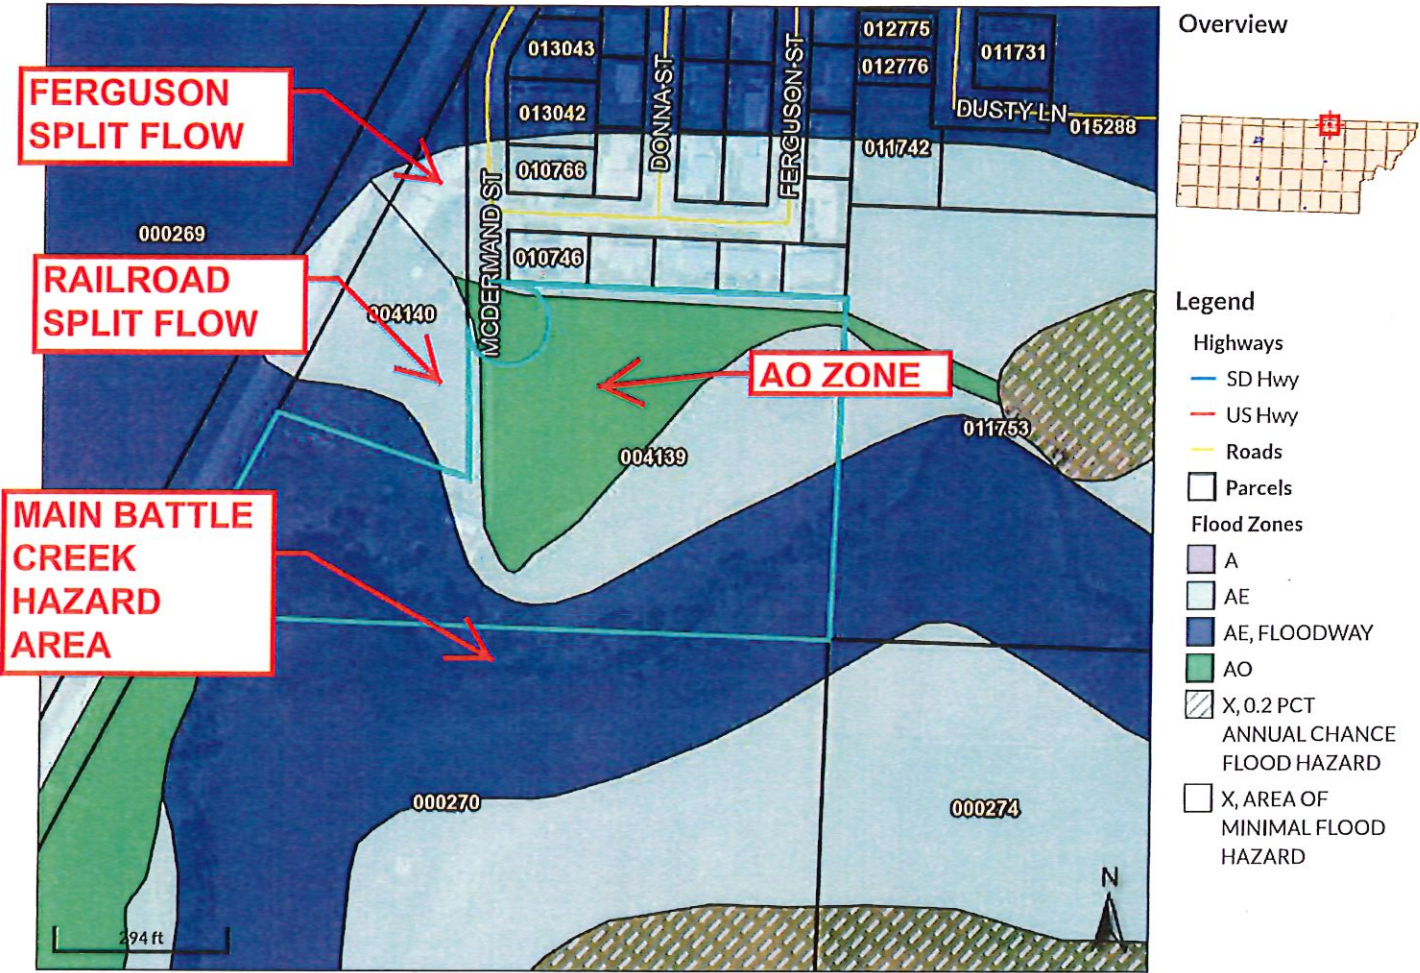 FERGUSON
SPLIT FLOW
RAILROAD
SPLIT FLOW
AO ZONE
MAIN BATTLE
CREEK
HAZARD
AREA
013043
013042
010766
010746
012775
012776
011742
011731
015288
000269
004140
004139
011753
000270
000274
MCDERMAND ST
DONNA ST
FERGUSON ST
DUSTY LN
294 ft
N
Overview
Legend
Highways
SD Hwy
US Hwy
Roads
Parcels
Flood Zones
A
AE
AE, FLOODWAY
AO
X, 0.2 PCT
ANNUAL CHANCE
FLOOD HAZARD
X, AREA OF
MINIMAL FLOOD
HAZARD